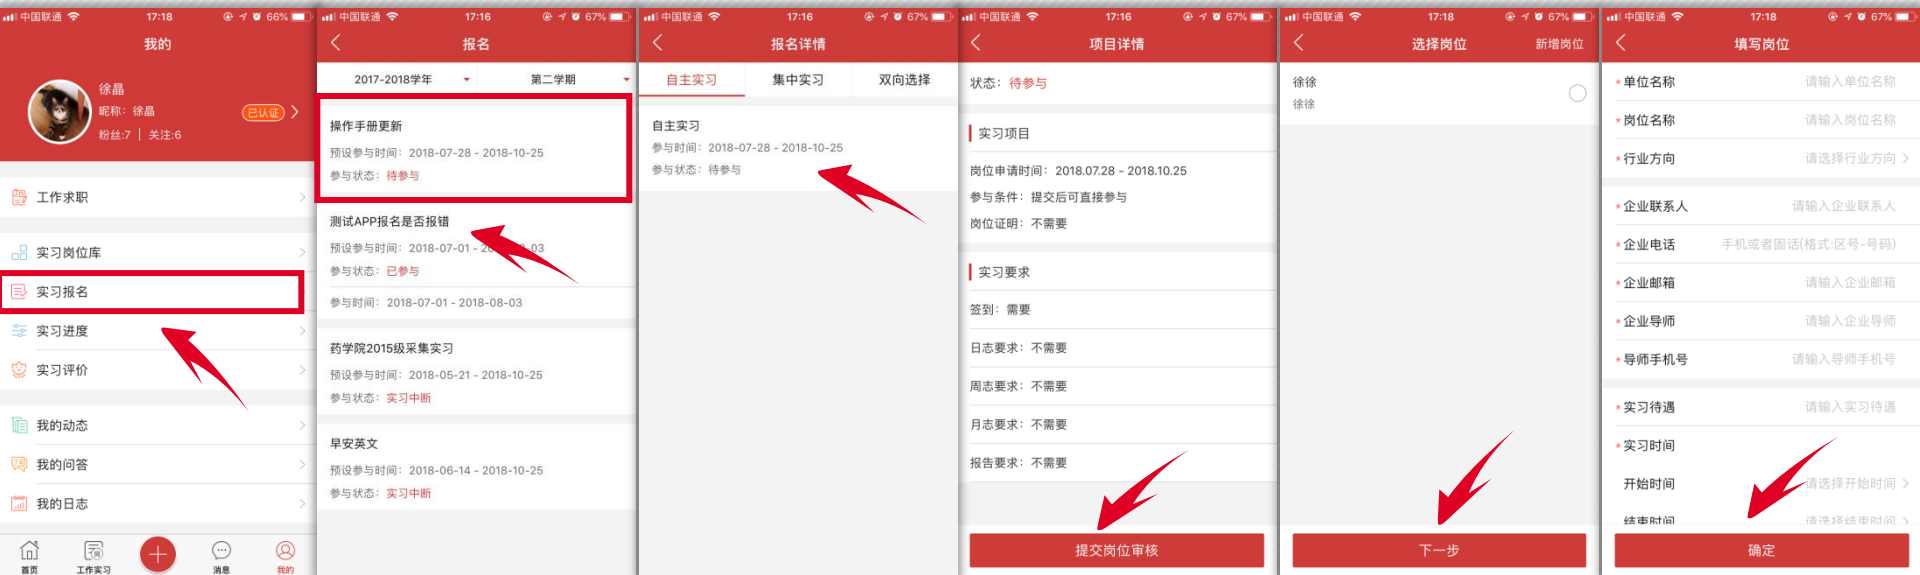 中国联通 17:18 66%
我的
徐晶
昵称：徐晶
已认证
粉丝:7 | 关注:6
工作求职
实习岗位库
实习报名
实习进度
实习评价
我的动态
我的问答
我的日志
首页 工作实习 消息 我的
中国联通 17:16 67%
报名
2017-2018学年 第二学期
操作手册更新
预设参与时间：2018-07-28 - 2018-10-25
参与状态：待参与
测试APP报名是否报错
预设参与时间：2018-07-01 - 20 -03
参与状态：已参与
参与时间：2018-07-01 - 2018-08-03
药学院2015级采集实习
预设参与时间：2018-05-21 - 2018-10-25
参与状态：实习中断
早安英文
预设参与时间：2018-06-14 - 2018-10-25
参与状态：实习中断
中国联通 17:16 67%
报名详情
自主实习 集中实习 双向选择
自主实习
参与时间：2018-07-28 - 2018-10-25
参与状态：待参与
中国联通 17:16 67%
项目详情
状态：待参与
实习项目
岗位申请时间：2018.07.28 - 2018.10.25
参与条件：提交后可直接参与
岗位证明：不需要
实习要求
签到：需要
日志要求：不需要
周志要求：不需要
月志要求：不需要
报告要求：不需要
提交岗位审核
中国联通 17:18 67%
选择岗位 新增岗位
徐徐
徐徐
下一步
中国联通 17:18 67%
填写岗位
*单位名称 请输入单位名称
*岗位名称 请输入岗位名称
*行业方向 请选择行业方向
*企业联系人 请输入企业联系人
*企业电话 手机或者固话(格式:区号-号码)
*企业邮箱 请输入企业邮箱
*企业导师 请输入企业导师
*导师手机号 请输入导师手机号
*实习待遇 请输入实习待遇
*实习时间
开始时间 请选择开始时间
结束时间 请选择结束时间
确定